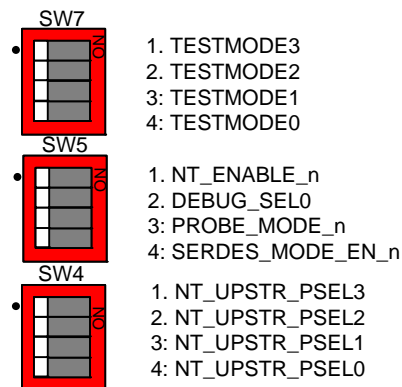 SW7
ON
1. TESTMODE3
2. TESTMODE2
3: TESTMODE1
4: TESTMODE0
SW5
ON
1. NT_ENABLE_n
2. DEBUG_SEL0
3: PROBE_MODE_n
4: SERDES_MODE_EN_n
SW4
ON
1. NT_UPSTR_PSEL3
2. NT_UPSTR_PSEL2
3: NT_UPSTR_PSEL1
4: NT_UPSTR_PSEL0